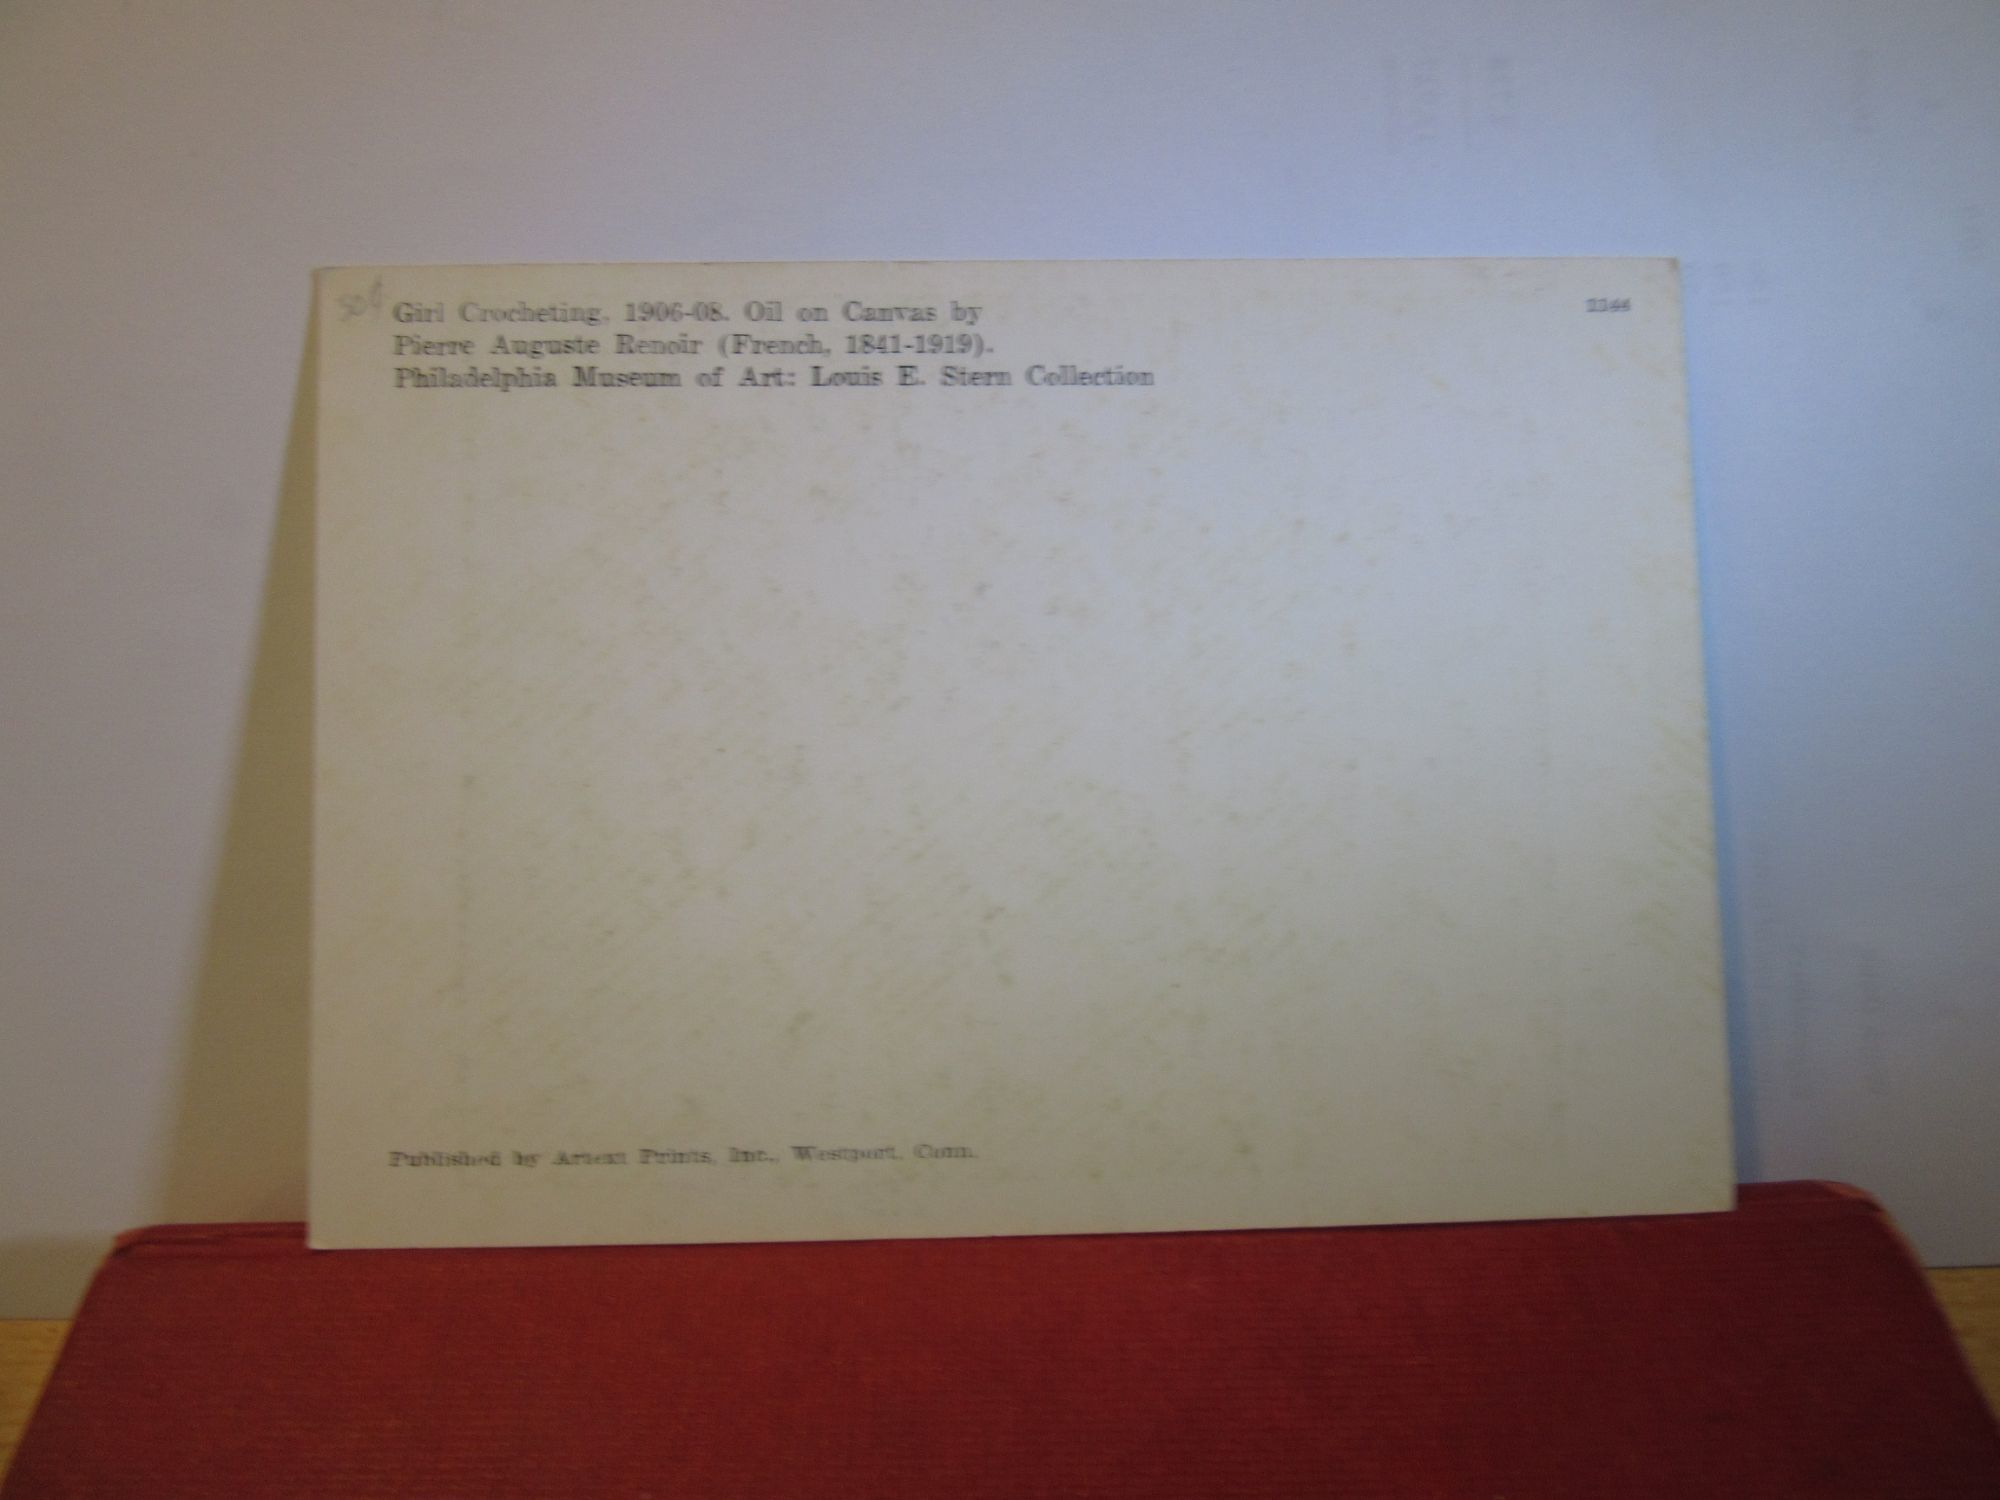 50¢
Girl Crocheting, 1906-08. Oil on Canvas by
Pierre Auguste Renoir (French, 1841-1919).
Philadelphia Museum of Art: Louis E. Stern Collection
Published by Artext Prints, Inc., Westport, Conn.